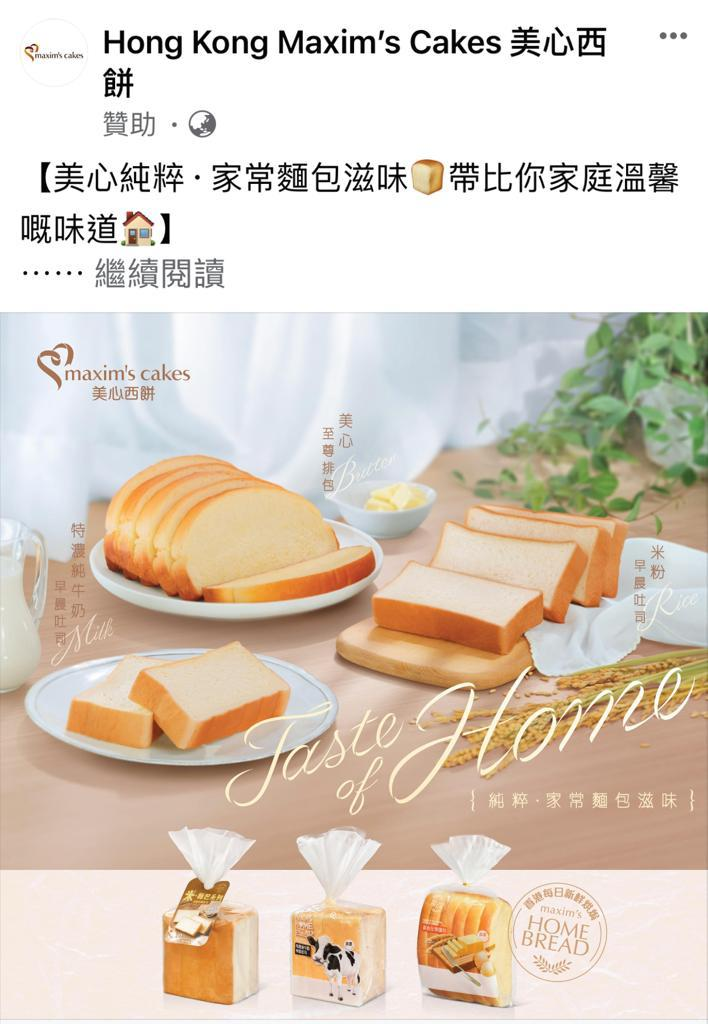 maxim's cakes
Hong Kong Maxim's Cakes 美心西
餅
贊助 ·
【美心純粹 · 家常麵包滋味🍞帶比你家庭溫馨
嘅味道🏠】
⋯⋯ 繼續閱讀
maxim's cakes
美心西餅
美心
至尊排包
Butter
特濃純牛奶
早晨吐司
Milk
米粉
早晨吐司
Rice
Taste
of Home
{ 純粹·家常麵包滋味 }
香港每日新鮮烘焗
maxim's
HOME
BREAD